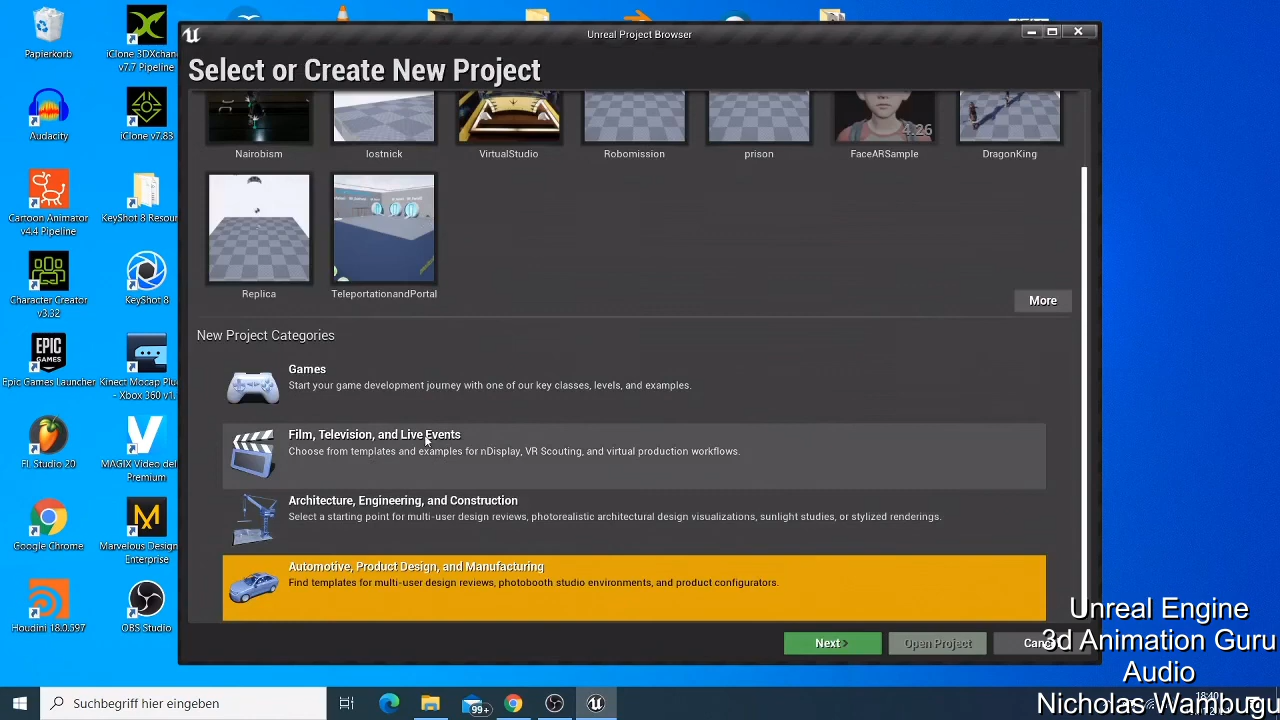 Unreal Project Browser
Select or Create New Project
Papierkorb
iClone 3DXchan
v7.7 Pipeline
Audacity
iClone v7.83
Cartoon Animator
v4.4 Pipeline
KeyShot 8 Resour
Character Creator
v3.32
KeyShot 8
EPIC
GAMES
Epic Games Launcher
Kinect Mocap Plu
- Xbox 360 v1.
FL Studio 20
MAGIX Video del
Premium
Google Chrome
Marvelous Design
Enterprise
Houdini 18.0.597
OBS Studio
Nairobism
lostnick
VirtualStudio
Robomission
prison
4.26
FaceARSample
DragonKing
Replica
TeleportationandPortal
More
New Project Categories
Games
Start your game development journey with one of our key classes, levels, and examples.
Film, Television, and Live Events
Choose from templates and examples for nDisplay, VR Scouting, and virtual production workflows.
Architecture, Engineering, and Construction
Select a starting point for multi-user design reviews, photorealistic architectural design visualizations, sunlight studies, or stylized renderings.
Automotive, Product Design, and Manufacturing
Find templates for multi-user design reviews, photobooth studio environments, and product configurators.
Next >
Open Project
Unreal Engine
3d Animation Guru
Audio
Nicholas Wambugu
Suchbegriff hier eingeben
99+
18:40